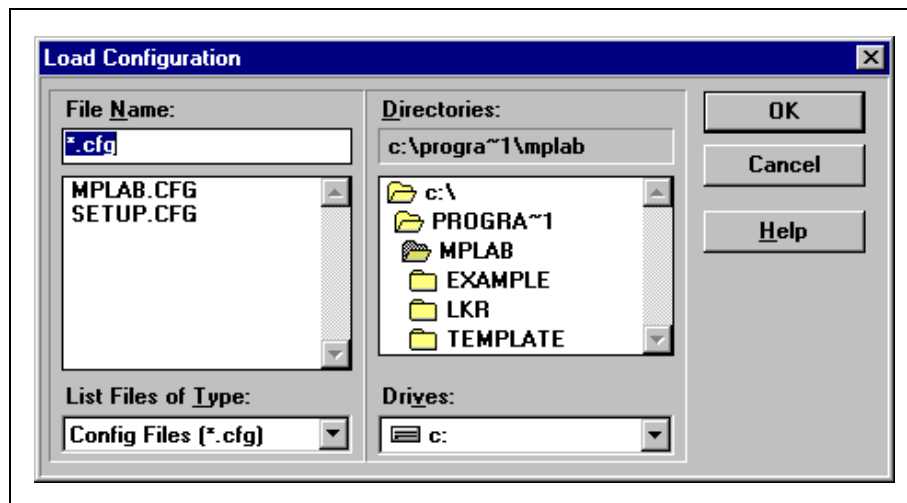 Load Configuration
File Name:
*.cfg
MPLAB.CFG
SETUP.CFG
List Files of Type:
Config Files (*.cfg)
Directories:
c:\progra~1\mplab
c:\
PROGRA~1
MPLAB
EXAMPLE
LKR
TEMPLATE
Drives:
c:
OK
Cancel
Help